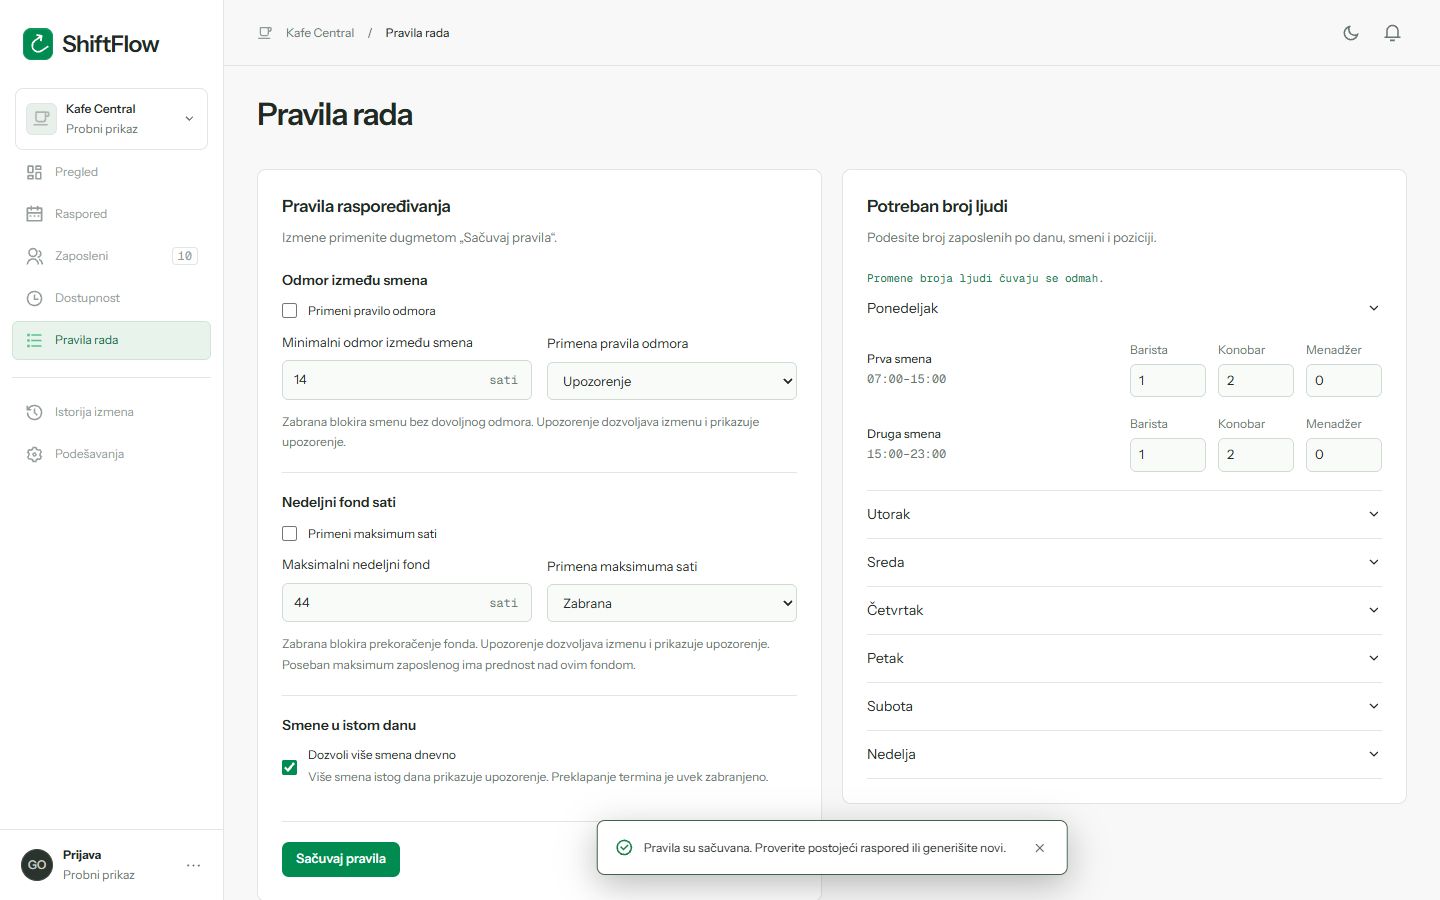 ShiftFlow
Kafe Central
Probni prikaz
Pregled
Raspored
Zaposleni 10
Dostupnost
Pravila rada
Istorija izmena
Podešavanja
GO
Prijava
Probni prikaz
Kafe Central / Pravila rada
Pravila rada
Pravila raspoređivanja
Izmene primenite dugmetom „Sačuvaj pravila“.
Odmor između smena
Primeni pravilo odmora
Minimalni odmor između smena
14 sati
Primena pravila odmora
Upozorenje
Zabrana blokira smenu bez dovoljnog odmora. Upozorenje dozvoljava izmenu i prikazuje
upozorenje.
Nedeljni fond sati
Primeni maksimum sati
Maksimalni nedeljni fond
44 sati
Primena maksimuma sati
Zabrana
Zabrana blokira prekoračenje fonda. Upozorenje dozvoljava izmenu i prikazuje upozorenje.
Poseban maksimum zaposlenog ima prednost nad ovim fondom.
Smene u istom danu
Dozvoli više smena dnevno
Više smena istog dana prikazuje upozorenje. Preklapanje termina je uvek zabranjeno.
Sačuvaj pravila
Potreban broj ljudi
Podesite broj zaposlenih po danu, smeni i poziciji.
Promene broja ljudi čuvaju se odmah.
Ponedeljak
Prva smena
07:00–15:00
Barista Konobar Menadžer
1 2 0
Druga smena
15:00–23:00
Barista Konobar Menadžer
1 2 0
Utorak
Sreda
Četvrtak
Petak
Subota
Nedelja
Pravila su sačuvana. Proverite postojeći raspored ili generišite novi.